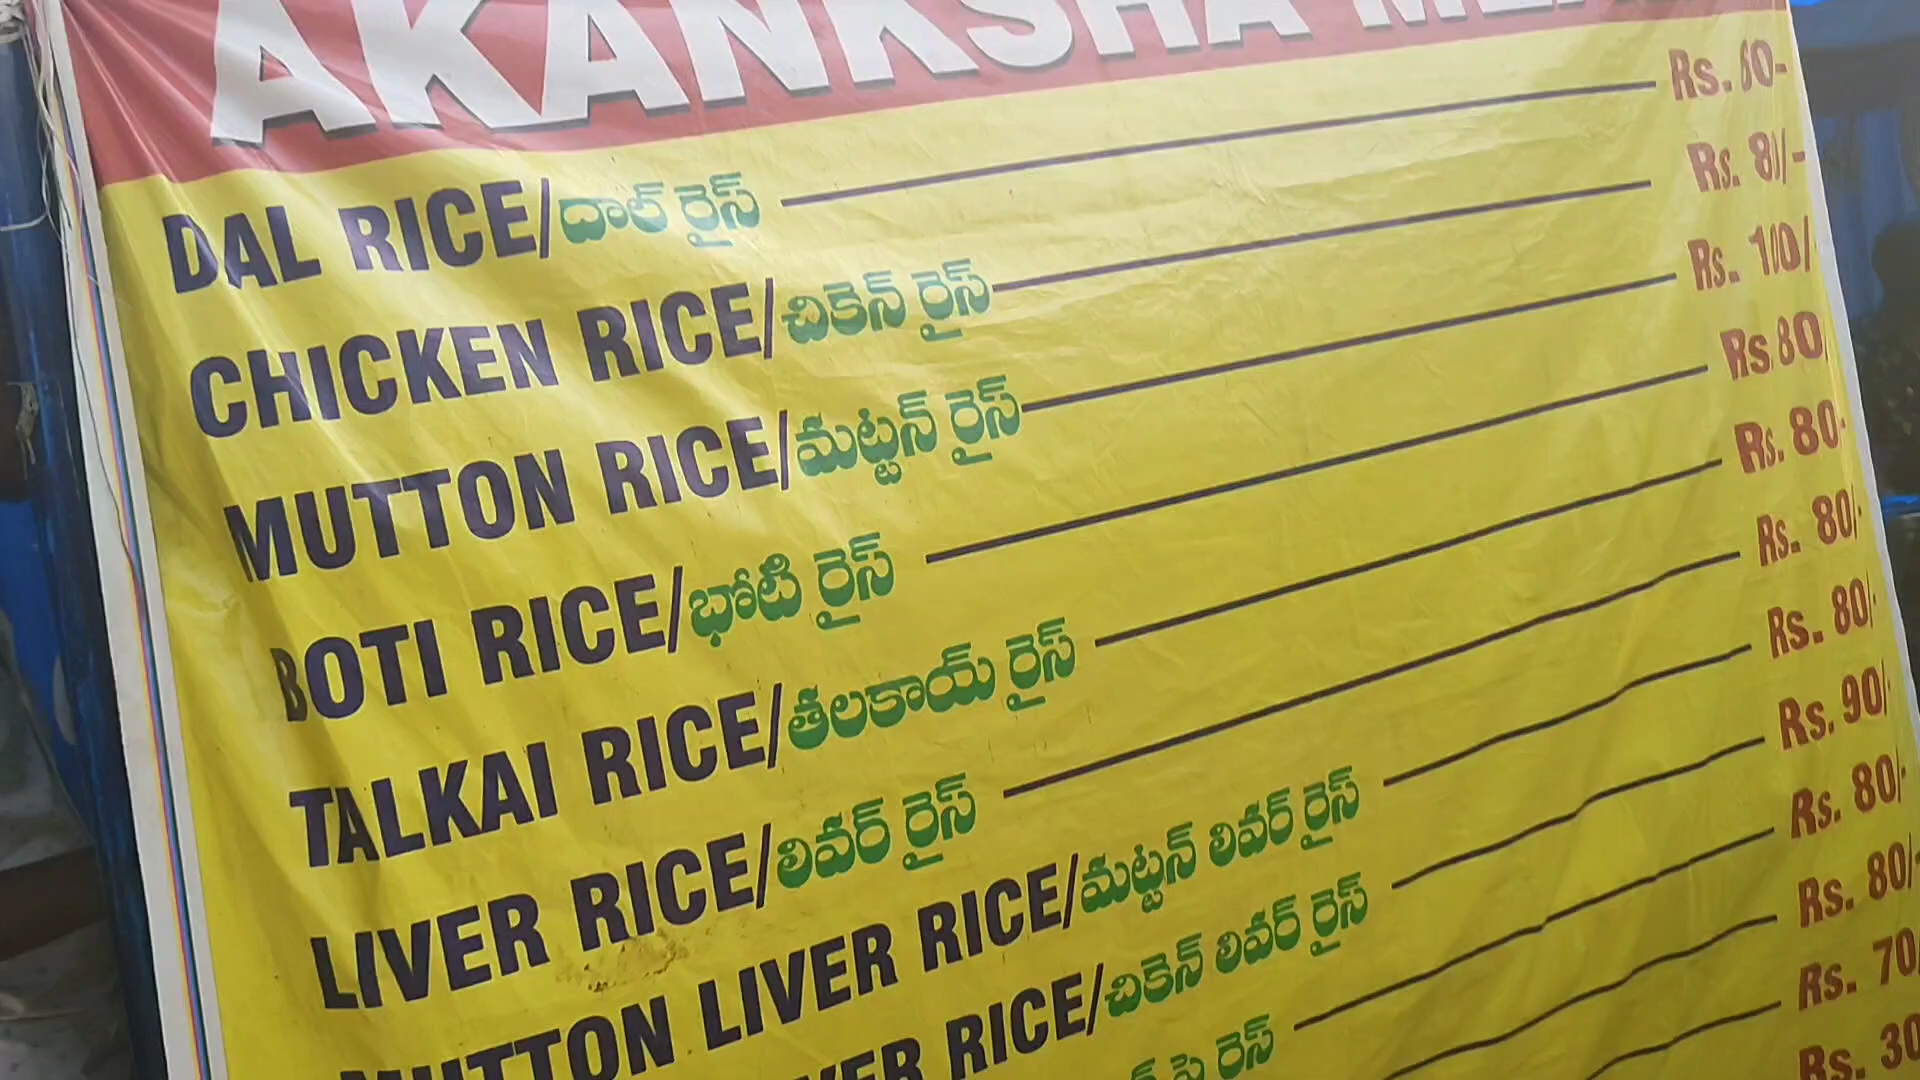 AKANKSHA
DAL RICE/దాల్ రైస్ Rs. 60-
CHICKEN RICE/చికెన్ రైస్ Rs. 80/-
MUTTON RICE/మట్టన్ రైస్ Rs. 100/
BOTI RICE/భోటి రైస్ Rs 80/
TALKAI RICE/తలకాయ్ రైస్ Rs. 80-
LIVER RICE/లివర్ రైస్ Rs. 80/-
MUTTON LIVER RICE/మట్టన్ లివర్ రైస్ Rs. 80/-
RICE/చికెన్ లివర్ రైస్ Rs. 90/-
రైస్ Rs. 80/-
Rs. 80/-
Rs. 70/
Rs. 30